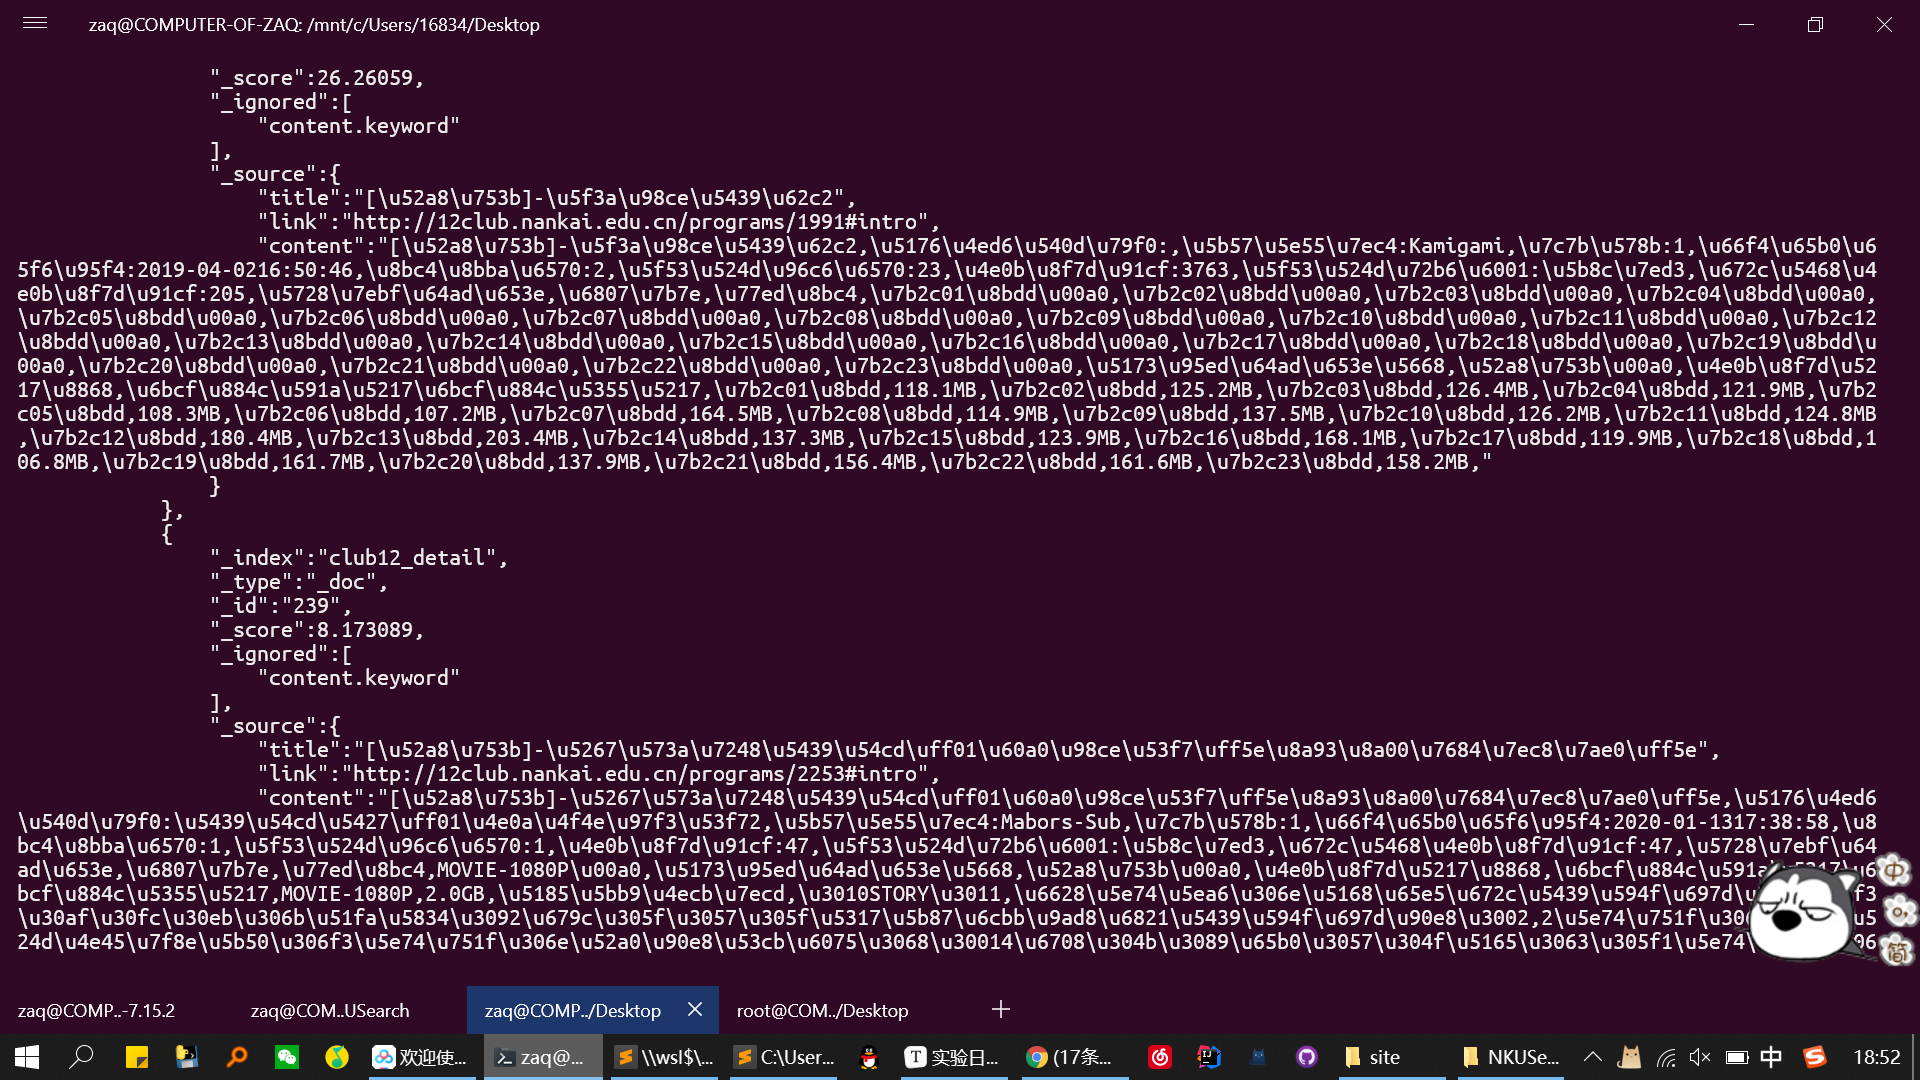 zaq@COMPUTER-OF-ZAQ: /mnt/c/Users/16834/Desktop
"_score":26.26059,
"_ignored":[
"content.keyword"
],
"_source":{
"title":"[\u52a8\u753b]-\u5f3a\u98ce\u5439\u62c2",
"link":"http://12club.nankai.edu.cn/programs/1991#intro",
"content":"[\u52a8\u753b]-\u5f3a\u98ce\u5439\u62c2,\u5176\u4ed6\u540d\u79f0:,\u5b57\u5e55\u7ec4:Kamigami,\u7c7b\u578b:1,\u66f4\u65b0\u6
5f6\u95f4:2019-04-0216:50:46,\u8bc4\u8bba\u6570:2,\u5f53\u524d\u96c6\u6570:23,\u4e0b\u8f7d\u91cf:3763,\u5f53\u524d\u72b6\u6001:\u5b8c\u7ed3,\u672c\u5468\u4
e0b\u8f7d\u91cf:205,\u5728\u7ebf\u64ad\u653e,\u6807\u7b7e,\u77ed\u8bc4,\u7b2c01\u8bdd\u00a0,\u7b2c02\u8bdd\u00a0,\u7b2c03\u8bdd\u00a0,\u7b2c04\u8bdd\u00a0,
\u7b2c05\u8bdd\u00a0,\u7b2c06\u8bdd\u00a0,\u7b2c07\u8bdd\u00a0,\u7b2c08\u8bdd\u00a0,\u7b2c09\u8bdd\u00a0,\u7b2c10\u8bdd\u00a0,\u7b2c11\u8bdd\u00a0,\u7b2c12
\u8bdd\u00a0,\u7b2c13\u8bdd\u00a0,\u7b2c14\u8bdd\u00a0,\u7b2c15\u8bdd\u00a0,\u7b2c16\u8bdd\u00a0,\u7b2c17\u8bdd\u00a0,\u7b2c18\u8bdd\u00a0,\u7b2c19\u8bdd\u
00a0,\u7b2c20\u8bdd\u00a0,\u7b2c21\u8bdd\u00a0,\u7b2c22\u8bdd\u00a0,\u7b2c23\u8bdd\u00a0,\u5173\u95ed\u64ad\u653e\u5668,\u52a8\u753b\u00a0,\u4e0b\u8f7d\u52
17\u8868,\u6bcf\u884c\u591a\u5217\u6bcf\u884c\u5355\u5217,\u7b2c01\u8bdd,118.1MB,\u7b2c02\u8bdd,125.2MB,\u7b2c03\u8bdd,126.4MB,\u7b2c04\u8bdd,121.9MB,\u7b2
c05\u8bdd,108.3MB,\u7b2c06\u8bdd,107.2MB,\u7b2c07\u8bdd,164.5MB,\u7b2c08\u8bdd,114.9MB,\u7b2c09\u8bdd,137.5MB,\u7b2c10\u8bdd,126.2MB,\u7b2c11\u8bdd,124.8MB
,\u7b2c12\u8bdd,180.4MB,\u7b2c13\u8bdd,203.4MB,\u7b2c14\u8bdd,137.3MB,\u7b2c15\u8bdd,123.9MB,\u7b2c16\u8bdd,168.1MB,\u7b2c17\u8bdd,119.9MB,\u7b2c18\u8bdd,1
06.8MB,\u7b2c19\u8bdd,161.7MB,\u7b2c20\u8bdd,137.9MB,\u7b2c21\u8bdd,156.4MB,\u7b2c22\u8bdd,161.6MB,\u7b2c23\u8bdd,158.2MB,"
}
},
{
"_index":"club12_detail",
"_type":"_doc",
"_id":"239",
"_score":8.173089,
"_ignored":[
"content.keyword"
],
"_source":{
"title":"[\u52a8\u753b]-\u5267\u573a\u7248\u5439\u54cd\uff01\u60a0\u98ce\u53f7\uff5e\u8a93\u8a00\u7684\u7ec8\u7ae0\uff5e",
"link":"http://12club.nankai.edu.cn/programs/2253#intro",
"content":"[\u52a8\u753b]-\u5267\u573a\u7248\u5439\u54cd\uff01\u60a0\u98ce\u53f7\uff5e\u8a93\u8a00\u7684\u7ec8\u7ae0\uff5e,\u5176\u4ed6
\u540d\u79f0:\u5439\u54cd\u5427\uff01\u4e0a\u4f4e\u97f3\u53f72,\u5b57\u5e55\u7ec4:Mabors-Sub,\u7c7b\u578b:1,\u66f4\u65b0\u65f6\u95f4:2020-01-1317:38:58,\u8
bc4\u8bba\u6570:1,\u5f53\u524d\u96c6\u6570:1,\u4e0b\u8f7d\u91cf:47,\u5f53\u524d\u72b6\u6001:\u5b8c\u7ed3,\u672c\u5468\u4e0b\u8f7d\u91cf:47,\u5728\u7ebf\u64
ad\u653e,\u6807\u7b7e,\u77ed\u8bc4,MOVIE-1080P\u00a0,\u5173\u95ed\u64ad\u653e\u5668,\u52a8\u753b\u00a0,\u4e0b\u8f7d\u5217\u8868,\u6bcf\u884c\u591a
bcf\u884c\u5355\u5217,MOVIE-1080P,2.0GB,\u5185\u5bb9\u4ecb\u7ecd,\u3010STORY\u3011,\u6628\u5e74\u5ea6\u306e\u5168\u65e5\u672c\u5439\u594f\u697d
\u30af\u30fc\u30eb\u306b\u51fa\u5834\u3092\u679c\u305f\u3057\u305f\u5317\u5b87\u6cbb\u9ad8\u6821\u5439\u594f\u697d\u90e8\u3002,2\u5e74\u751f
24d\u4e45\u7f8e\u5b50\u306f3\u5e74\u751f\u306e\u52a0\u90e8\u53cb\u6075\u3068\u30014\u6708\u304b\u3089\u65b0\u3057\u304f\u5165\u3063\u305f1\u5e74
中
简
zaq@COMP..-7.15.2
zaq@COM..USearch
zaq@COMP../Desktop
root@COM../Desktop
欢迎使...
zaq@...
\\wsl$\...
C:\User...
实验日...
(17条...
site
NKUSe...
中
18:52